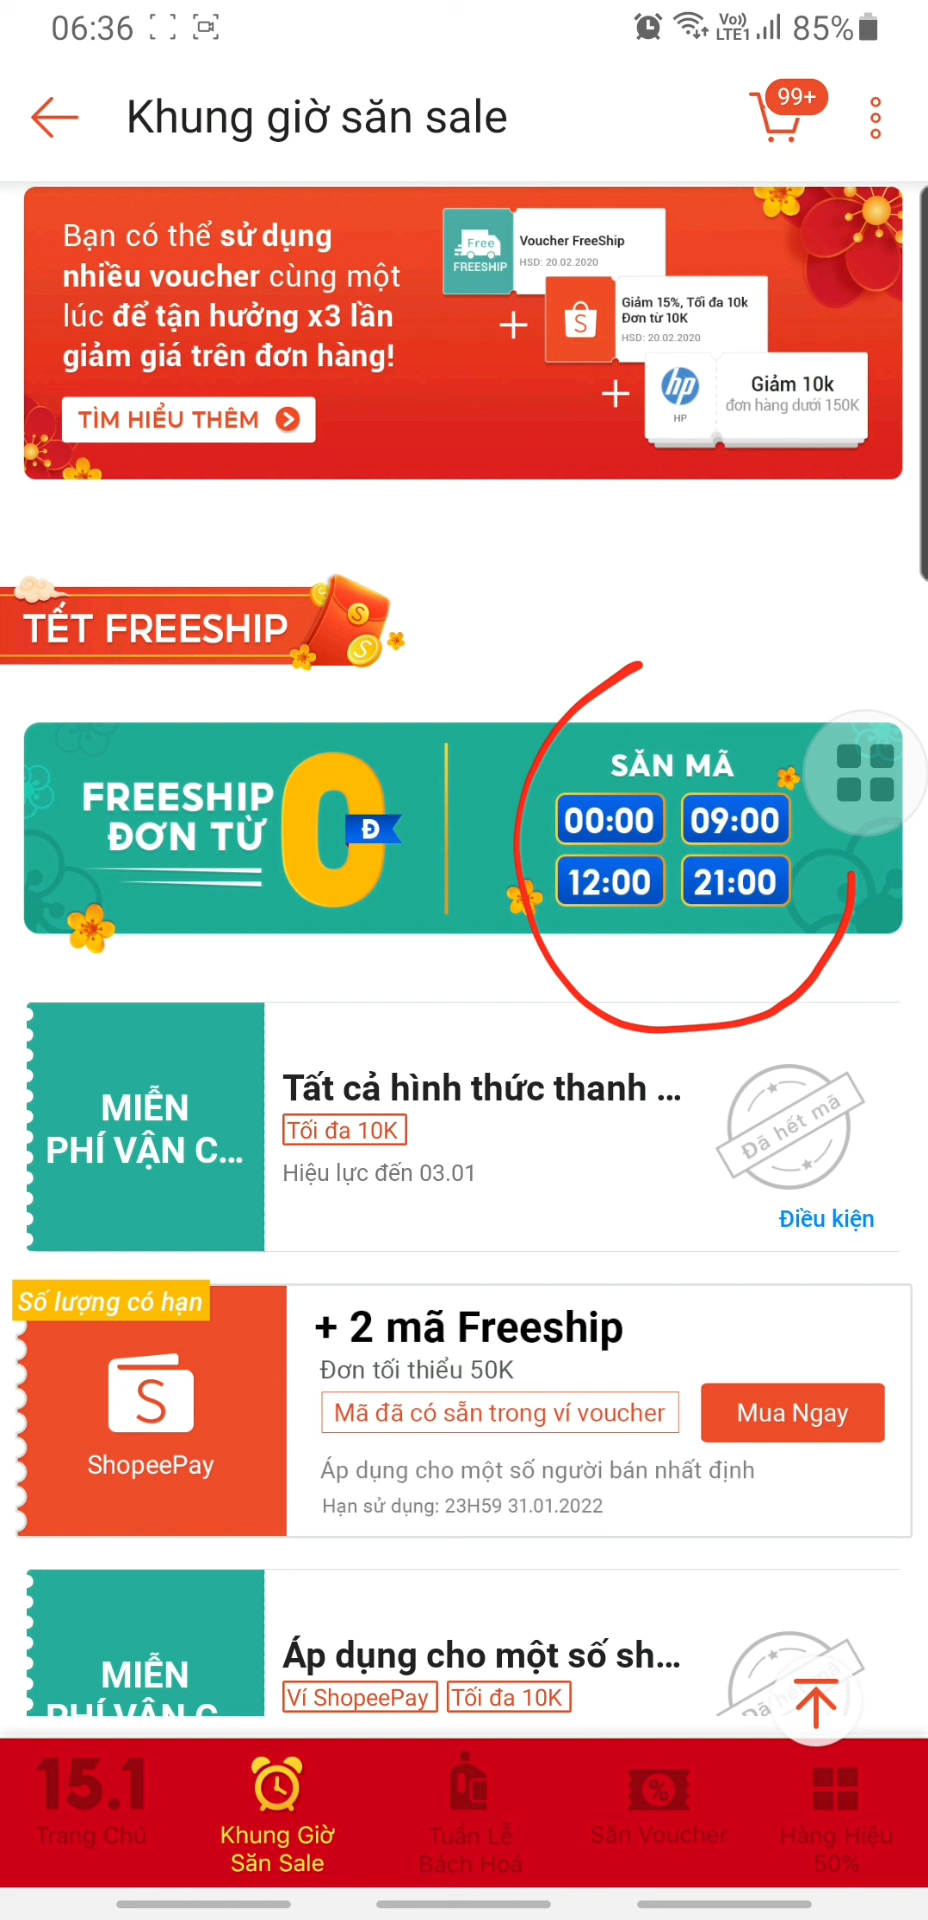 06:36
Vo))
LTE1
85%
Khung giờ săn sale
99+
Bạn có thể sử dụng
nhiều voucher cùng một
lúc để tận hưởng x3 lần
giảm giá trên đơn hàng!
TÌM HIỂU THÊM
Free
FREESHIP
Voucher FreeShip
HSD: 20.02.2020
+
S
Giảm 15%, Tối đa 10k
Đơn từ 10K
HSD: 20.02.2020
+
hp
HP
Giảm 10k
đơn hàng dưới 150K
TẾT FREESHIP
S
S
FREESHIP
ĐƠN TỪ
0
Đ
SĂN MÃ
00:00
09:00
12:00
21:00
MIỄN
PHÍ VẬN C...
Tất cả hình thức thanh ...
Tối đa 10K
Hiệu lực đến 03.01
Đã hết mã
Điều kiện
Số lượng có hạn
S
ShopeePay
+ 2 mã Freeship
Đơn tối thiểu 50K
Mã đã có sẵn trong ví voucher
Mua Ngay
Áp dụng cho một số người bán nhất định
Hạn sử dụng: 23H59 31.01.2022
MIỄN
PHÍ VẬN C
Áp dụng cho một số sh...
Ví ShopeePay
Tối đa 10K
15.1
Trang Chủ
Khung Giờ
Săn Sale
Tuần Lễ
Bách Hoá
%
Săn Voucher
Hàng Hiệu
50%